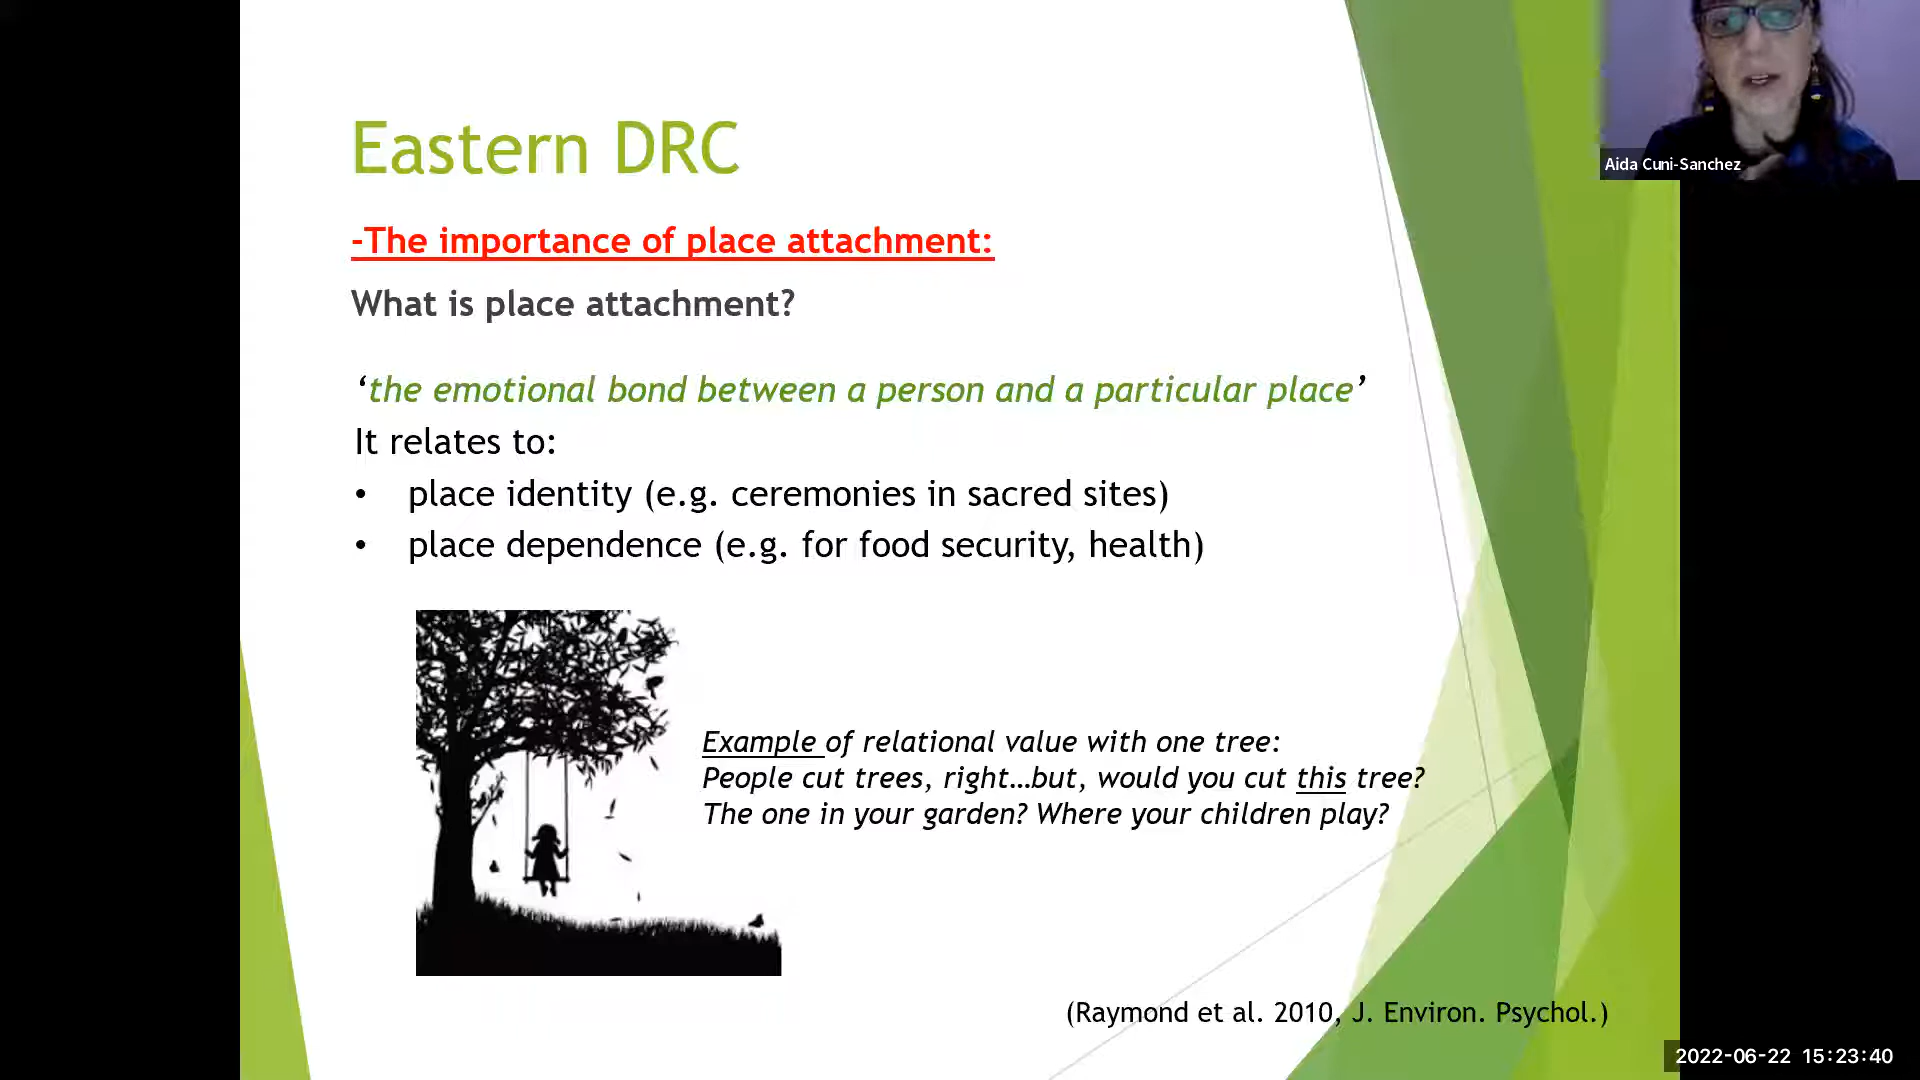 Eastern DRC
Aida Cuni-Sanchez
-The importance of place attachment:
What is place attachment?
‘the emotional bond between a person and a particular place’
It relates to:
• place identity (e.g. ceremonies in sacred sites)
• place dependence (e.g. for food security, health)
Example of relational value with one tree:
People cut trees, right…but, would you cut this tree?
The one in your garden? Where your children play?
(Raymond et al. 2010, J. Environ. Psychol.)
2022-06-22 15:23:40